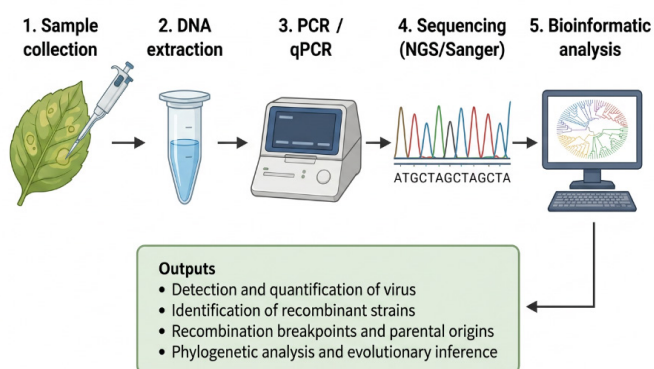 1. Sample
collection
2. DNA
extraction
3. PCR /
qPCR
4. Sequencing
(NGS/Sanger)
5. Bioinformatic
analysis
ATGCTAGCTAGCTA
Outputs
• Detection and quantification of virus
• Identification of recombinant strains
• Recombination breakpoints and parental origins
• Phylogenetic analysis and evolutionary inference